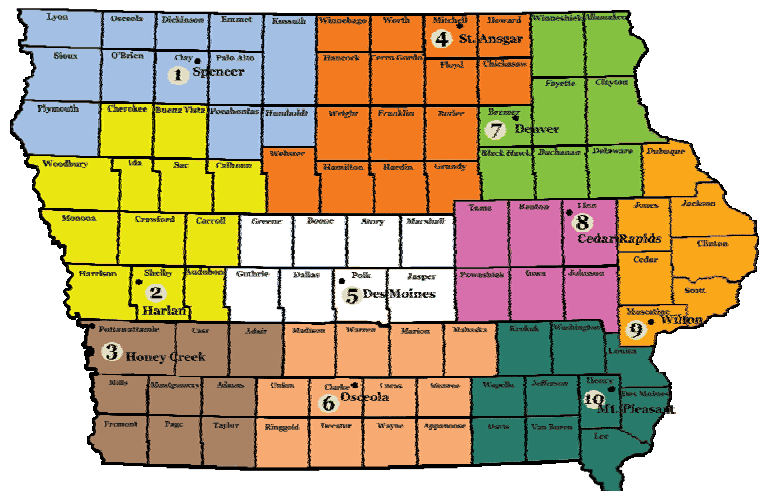 Lyon Osceola Dickinson Emmet Kossuth Winnebago Worth Mitchell Howard Winneshiek Allamakee
4 St. Ansgar
Sioux O'Brien Clay Palo Alto Hancock Cerro Gordo Floyd Chickasaw
1 Spencer
Fayette Clayton
Plymouth Cherokee Buena Vista Pocahontas Humboldt Wright Franklin Butler Bremer
7 Denver
Woodbury Ida Sac Calhoun Webster Hamilton Hardin Grundy Black Hawk Buchanan Delaware Dubuque
Monona Crawford Carroll Greene Boone Story Marshall Tama Benton Linn Jones Jackson
8 Cedar Rapids
Clinton
Harrison Shelby Audubon Guthrie Dallas Polk Jasper Poweshiek Iowa Johnson Cedar
2 Harlan
5 Des Moines
Scott
Muscatine
9 Wilton
Pottawattamie Cass Adair Madison Warren Marion Mahaska Keokuk Washington Louisa
3 Honey Creek
Mills Montgomery Adams Union Clarke Lucas Monroe Wapello Jefferson Henry Des Moines
6 Osceola
10 Mt. Pleasant
Fremont Page Taylor Ringgold Decatur Wayne Appanoose Davis Van Buren Lee